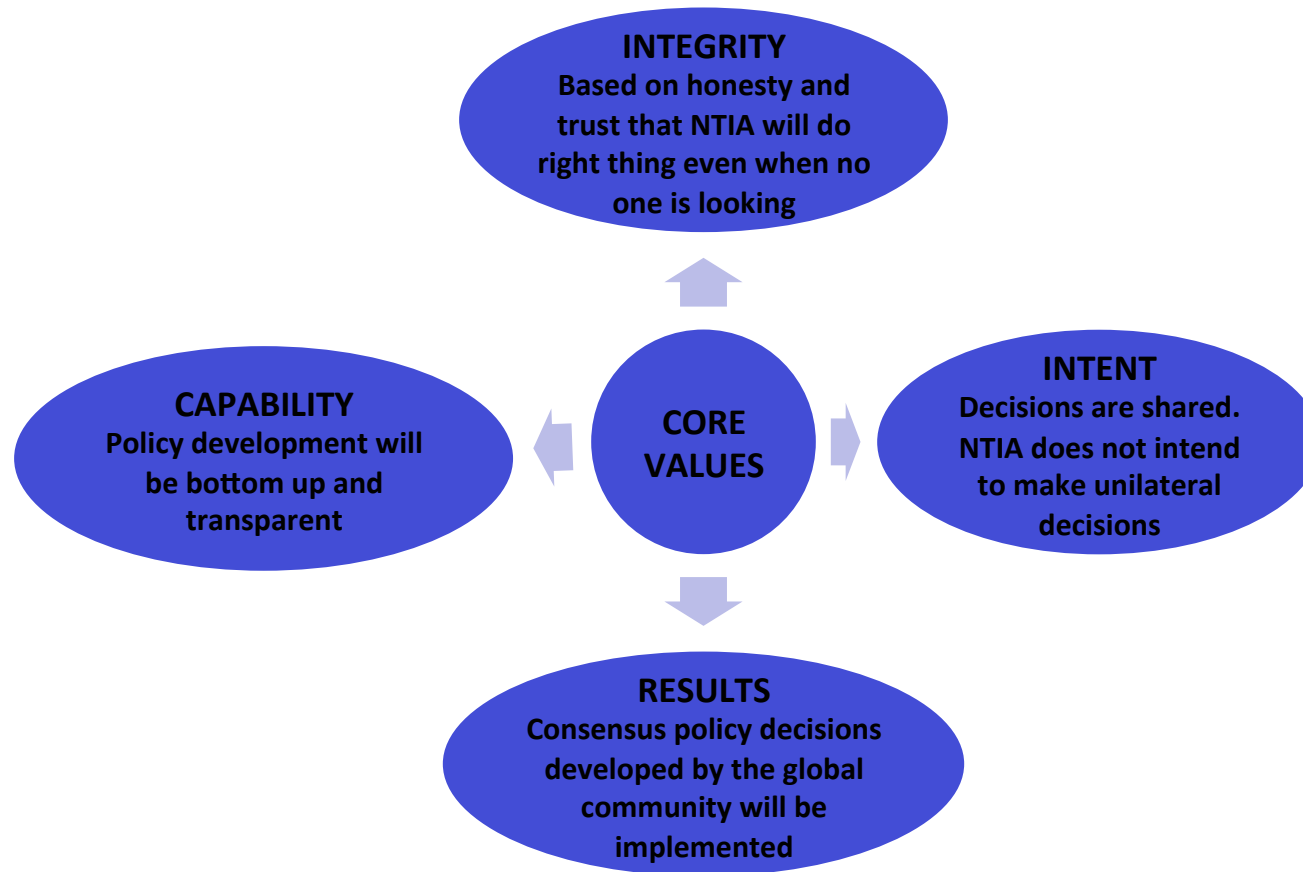 INTEGRITY
Based on honesty and
trust that NTIA will do
right thing even when no
one is looking
CAPABILITY
Policy development will
be bottom up and
transparent
CORE
VALUES
INTENT
Decisions are shared.
NTIA does not intend
to make unilateral
decisions
RESULTS
Consensus policy decisions
developed by the global
community will be
implemented